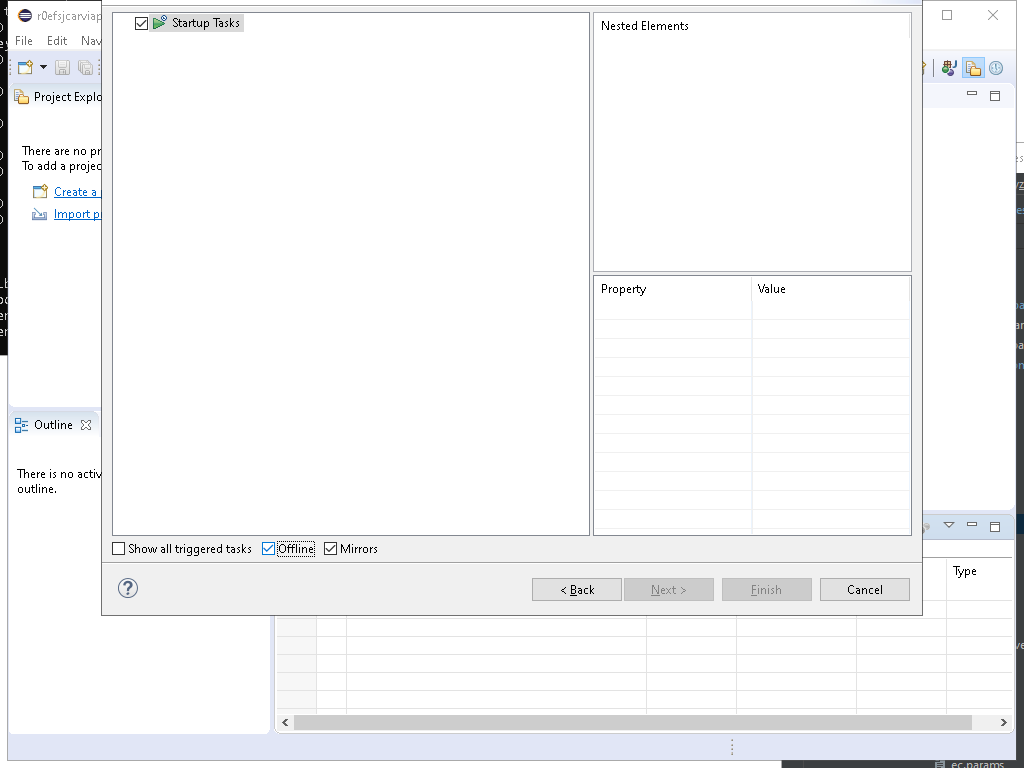 r0efsjcarviap
File Edit Nav
Project Explo
There are no pr
To add a projec
Create a
Import p
Outline
There is no activ
outline.
Startup Tasks
Nested Elements
Property Value
Show all triggered tasks Offline Mirrors
< Back Next > Finish Cancel
Type
ec.params